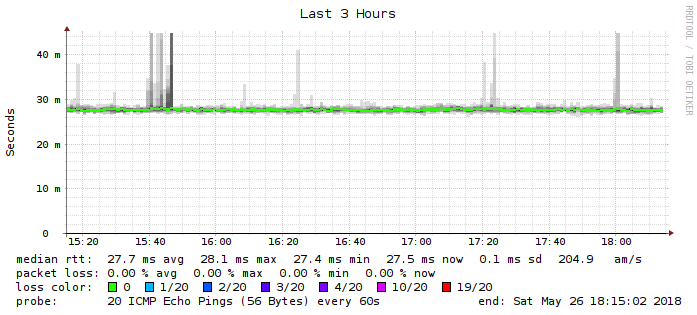 Last 3 Hours
RRDTOOL / TOBI OETIKER
Seconds
40 m
30 m
20 m
10 m
0
15:20 15:40 16:00 16:20 16:40 17:00 17:20 17:40 18:00
median rtt: 27.7 ms avg 28.1 ms max 27.4 ms min 27.5 ms now 0.1 ms sd 204.9 am/s
packet loss: 0.00 % avg 0.00 % max 0.00 % min 0.00 % now
loss color: 0 1/20 2/20 3/20 4/20 10/20 19/20
probe: 20 ICMP Echo Pings (56 Bytes) every 60s end: Sat May 26 18:15:02 2018